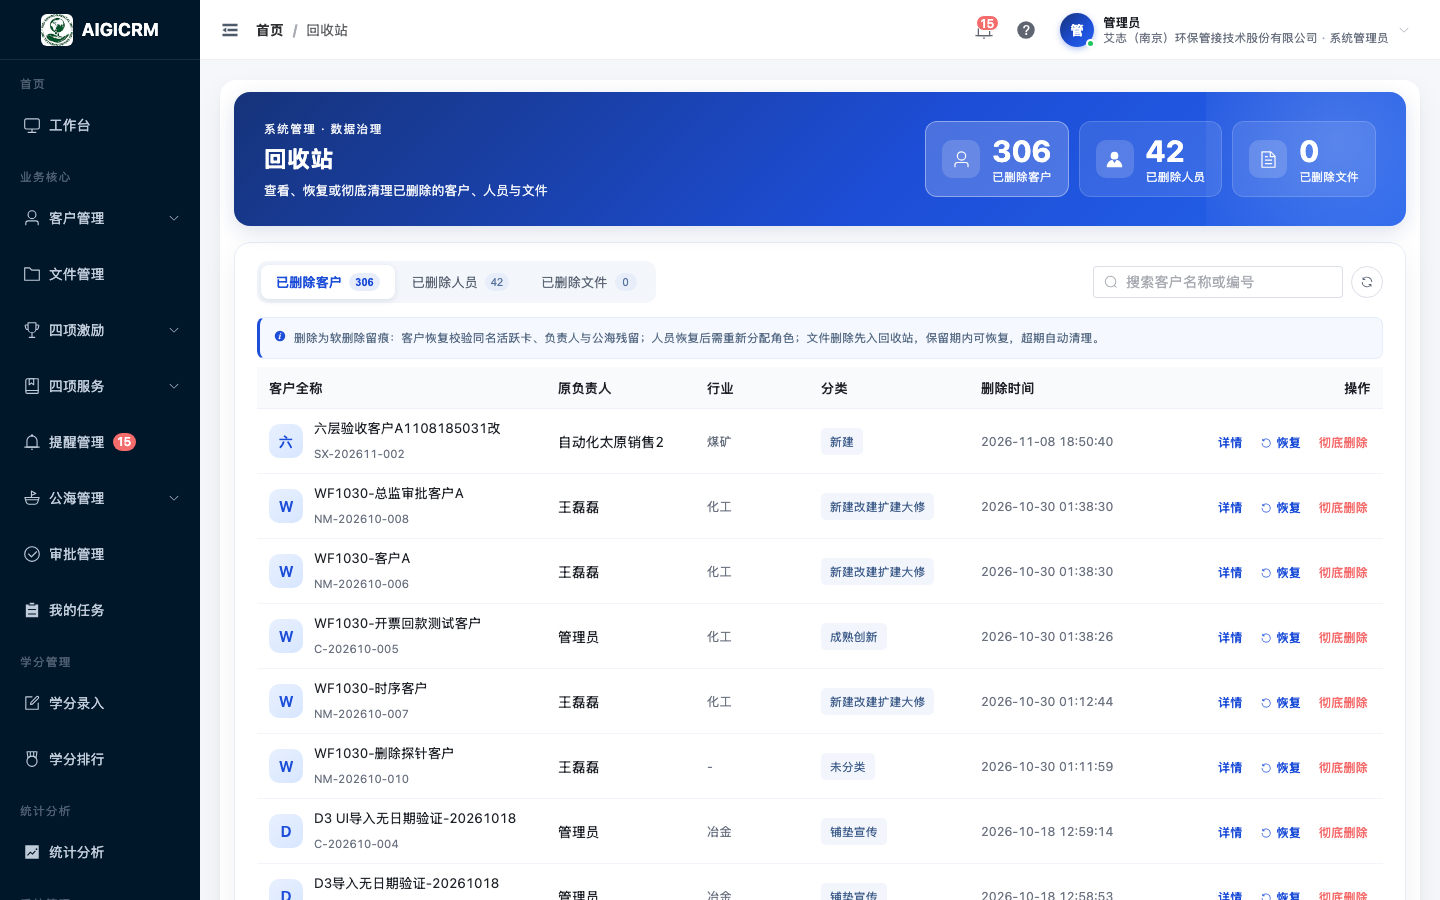 AIGICRM
首页
工作台
业务核心
客户管理
文件管理
四项激励
四项服务
提醒管理 15
公海管理
审批管理
我的任务
学分管理
学分录入
学分排行
统计分析
统计分析
首页 / 回收站
15
管
管理员
艾志（南京）环保管接技术股份有限公司 · 系统管理员
系统管理 · 数据治理
回收站
查看、恢复或彻底清理已删除的客户、人员与文件
306
已删除客户
42
已删除人员
0
已删除文件
已删除客户 306 已删除人员 42 已删除文件 0
搜索客户名称或编号
删除为软删除留痕：客户恢复校验同名活跃卡、负责人与公海残留；人员恢复后需重新分配角色；文件删除先入回收站，保留期内可恢复，超期自动清理。
客户全称 原负责人 行业 分类 删除时间 操作
六 六层验收客户A1108185031改
SX-202611-002 自动化太原销售2 煤矿 新建 2026-11-08 18:50:40 详情 恢复 彻底删除
W WF1030-总监审批客户A
NM-202610-008 王磊磊 化工 新建改建扩建大修 2026-10-30 01:38:30 详情 恢复 彻底删除
W WF1030-客户A
NM-202610-006 王磊磊 化工 新建改建扩建大修 2026-10-30 01:38:30 详情 恢复 彻底删除
W WF1030-开票回款测试客户
C-202610-005 管理员 化工 成熟创新 2026-10-30 01:38:26 详情 恢复 彻底删除
W WF1030-时序客户
NM-202610-007 王磊磊 化工 新建改建扩建大修 2026-10-30 01:12:44 详情 恢复 彻底删除
W WF1030-删除探针客户
NM-202610-010 王磊磊 - 未分类 2026-10-30 01:11:59 详情 恢复 彻底删除
D D3 UI导入无日期验证-20261018
C-202610-004 管理员 冶金 铺垫宣传 2026-10-18 12:59:14 详情 恢复 彻底删除
D D3导入无日期验证-20261018
管理员 冶金 铺垫宣传 2026-10-18 12:58:53 详情 恢复 彻底删除